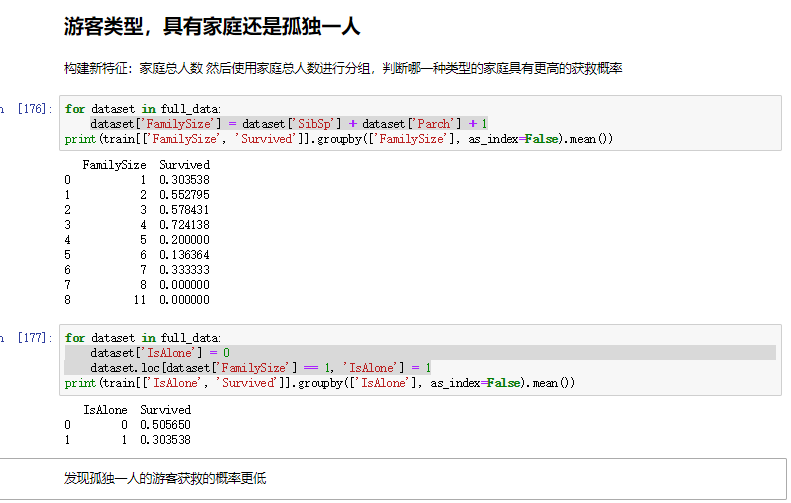 游客类型，具有家庭还是孤独一人
构建新特征：家庭总人数 然后使用家庭总人数进行分组，判断哪一种类型的家庭具有更高的获救概率
n [176]: for dataset in full_data:
dataset['FamilySize'] = dataset['SibSp'] + dataset['Parch'] + 1
print(train[['FamilySize', 'Survived']].groupby(['FamilySize'], as_index=False).mean())
FamilySize Survived
0 1 0.303538
1 2 0.552795
2 3 0.578431
3 4 0.724138
4 5 0.200000
5 6 0.136364
6 7 0.333333
7 8 0.000000
8 11 0.000000
n [177]: for dataset in full_data:
dataset['IsAlone'] = 0
dataset.loc[dataset['FamilySize'] == 1, 'IsAlone'] = 1
print(train[['IsAlone', 'Survived']].groupby(['IsAlone'], as_index=False).mean())
IsAlone Survived
0 0 0.505650
1 1 0.303538
发现孤独一人的游客获救的概率更低